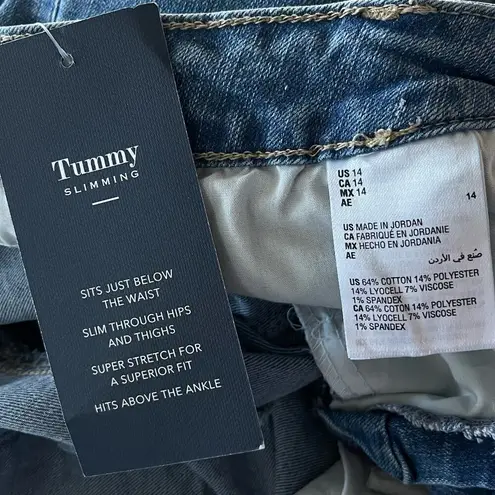 Tummy
SLIMMING
SITS JUST BELOW
THE WAIST
SLIM THROUGH HIPS
AND THIGHS
SUPER STRETCH FOR
A SUPERIOR FIT
HITS ABOVE THE ANKLE
US 14
CA 14
MX 14
AE 14
US MADE IN JORDAN
CA FABRIQUÉ EN JORDANIE
MX HECHO EN JORDANIA
AE صنع في الأردن
US 64% COTTON 14% POLYESTER
14% LYOCELL 7% VISCOSE
1% SPANDEX
CA 64% COTON 14% POLYESTER
14% LYOCELL 7% VISCOSE
1% SPANDEX